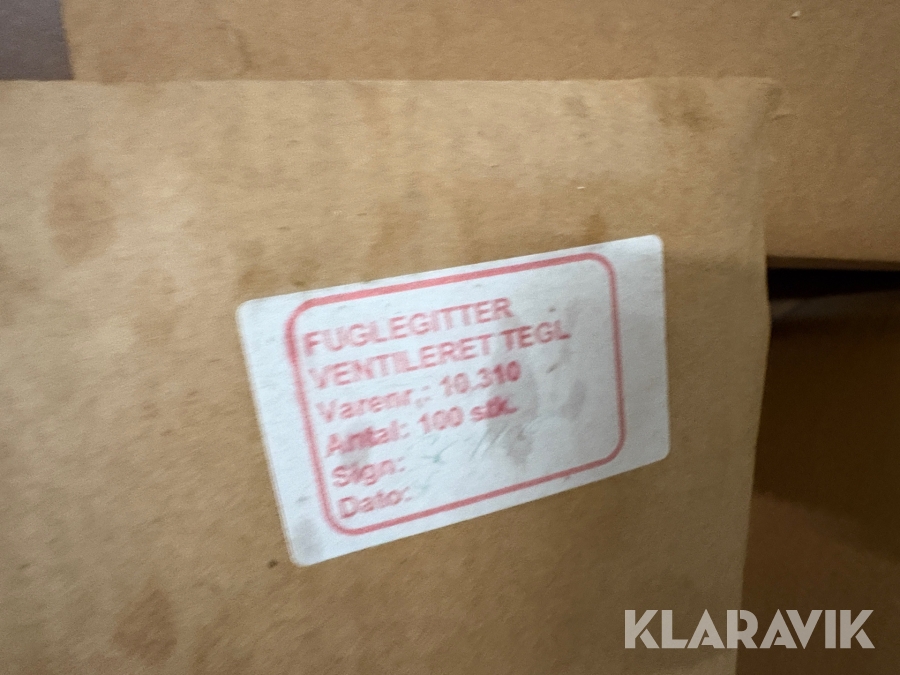 FUGLEGITTER
VENTILERET TEGL
Varenr.: 10.310
Antal: 100 stk.
Sign:
Dato:
KLARAVIK